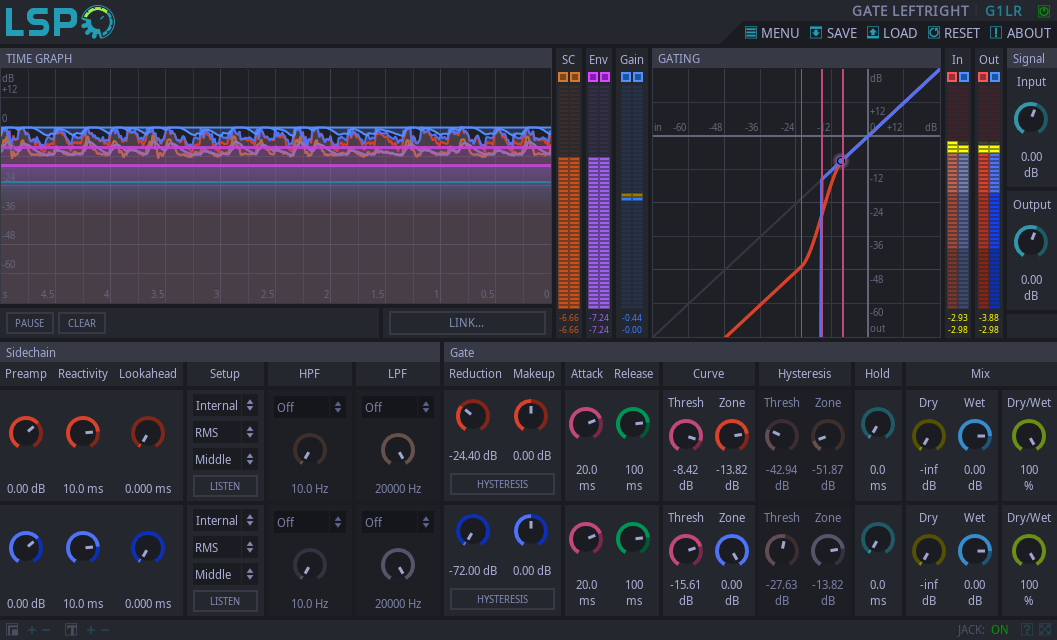 LSP
GATE LEFTRIGHT G1LR
MENU SAVE LOAD RESET ABOUT
TIME GRAPH
SC Env Gain
GATING
In Out
Signal
dB
+12
0
-24
-36
-48
-60
s 4.5 4 3.5 3 2.5 2 1.5 1 0.5 0
PAUSE CLEAR
LINK...
-6.66 -7.24 -0.44
-6.66 -7.24 -0.00
dB
+12
in -60 -48 -36 -24 -12 0 +12 dB
-12
-24
-36
-48
-60
out
-2.93 -3.88
-2.98 -2.98
Input
0.00
dB
Output
0.00
dB
Sidechain
Gate
Preamp Reactivity Lookahead Setup HPF LPF Reduction Makeup Attack Release Curve Hysteresis Hold Mix
Internal Off Off Thresh Zone Thresh Zone Dry Wet Dry/Wet
RMS
Middle
LISTEN
0.00 dB 10.0 ms 0.000 ms 10.0 Hz 20000 Hz -24.40 dB 0.00 dB
HYSTERESIS
20.0 100 -8.42 -13.82 -42.94 -51.87 0.0 -inf 0.00 100
ms ms dB dB dB dB ms dB dB %
Internal Off Off Thresh Zone Thresh Zone Dry Wet Dry/Wet
RMS
Middle
LISTEN
0.00 dB 10.0 ms 0.000 ms 10.0 Hz 20000 Hz -72.00 dB 0.00 dB
HYSTERESIS
20.0 100 -15.61 0.00 -27.63 -13.82 0.0 -inf 0.00 100
ms ms dB dB dB dB ms dB dB %
JACK: ON